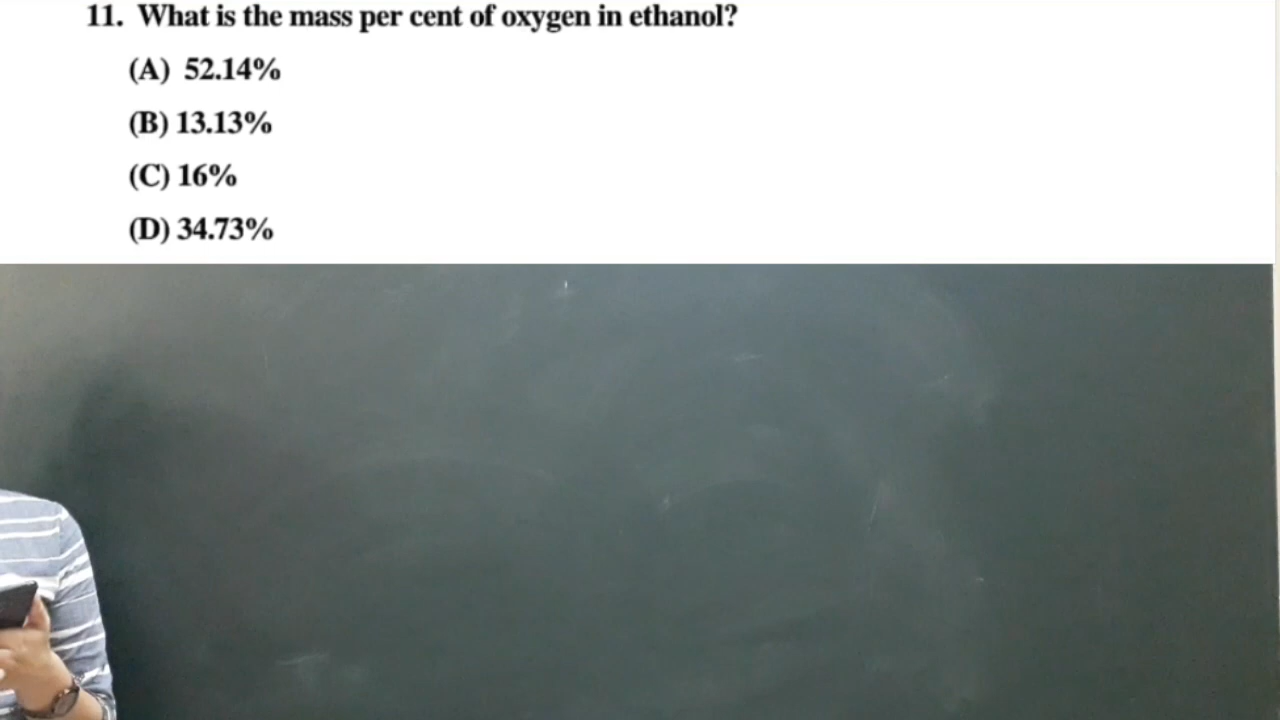 11. What is the mass per cent of oxygen in ethanol?
(A) 52.14%
(B) 13.13%
(C) 16%
(D) 34.73%